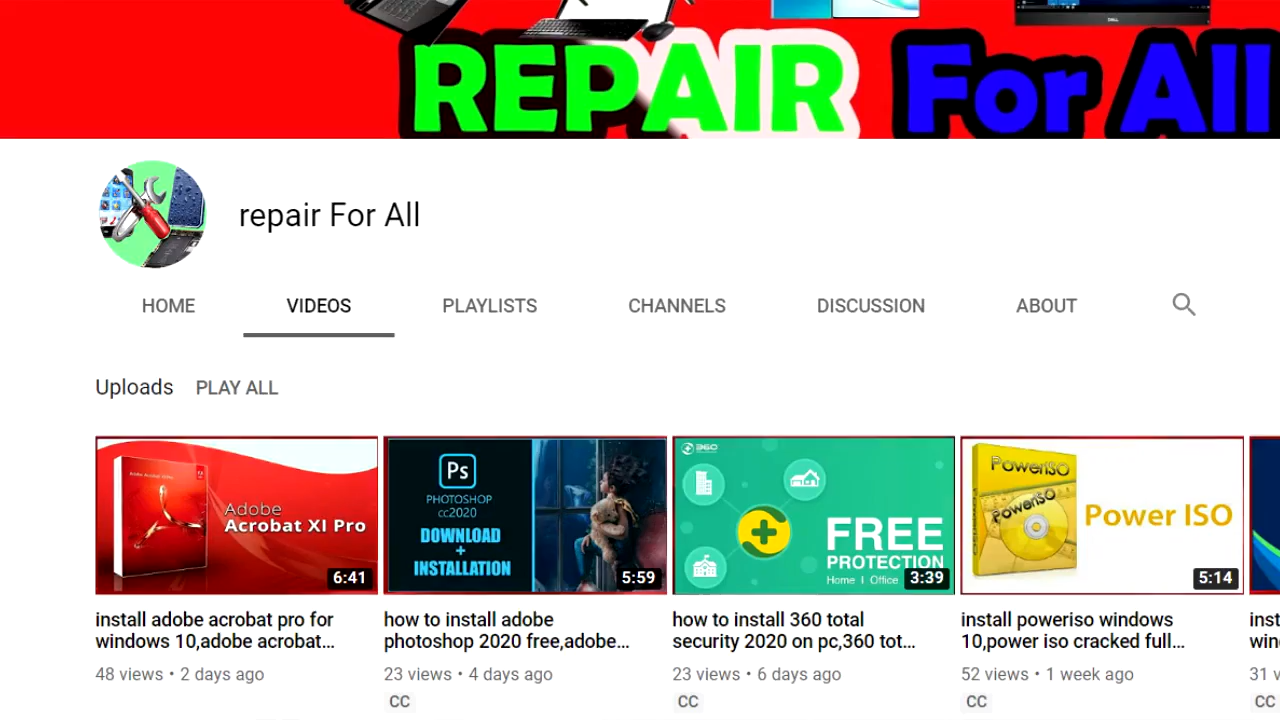 REPAIR For All
repair For All
HOME VIDEOS PLAYLISTS CHANNELS DISCUSSION ABOUT
Uploads PLAY ALL
Adobe
Acrobat XI Pro
6:41
Ps
PHOTOSHOP
cc2020
DOWNLOAD
+
INSTALLATION
5:59
360
FREE
PROTECTION
Home | Office
3:39
PowerISO
PowerISO
Power ISO
5:14
install adobe acrobat pro for
windows 10,adobe acrobat...
48 views • 2 days ago
how to install adobe
photoshop 2020 free,adobe...
23 views • 4 days ago
CC
how to install 360 total
security 2020 on pc,360 tot...
23 views • 6 days ago
CC
install poweriso windows
10,power iso cracked full...
52 views • 1 week ago
CC
inst
win
31 v
CC